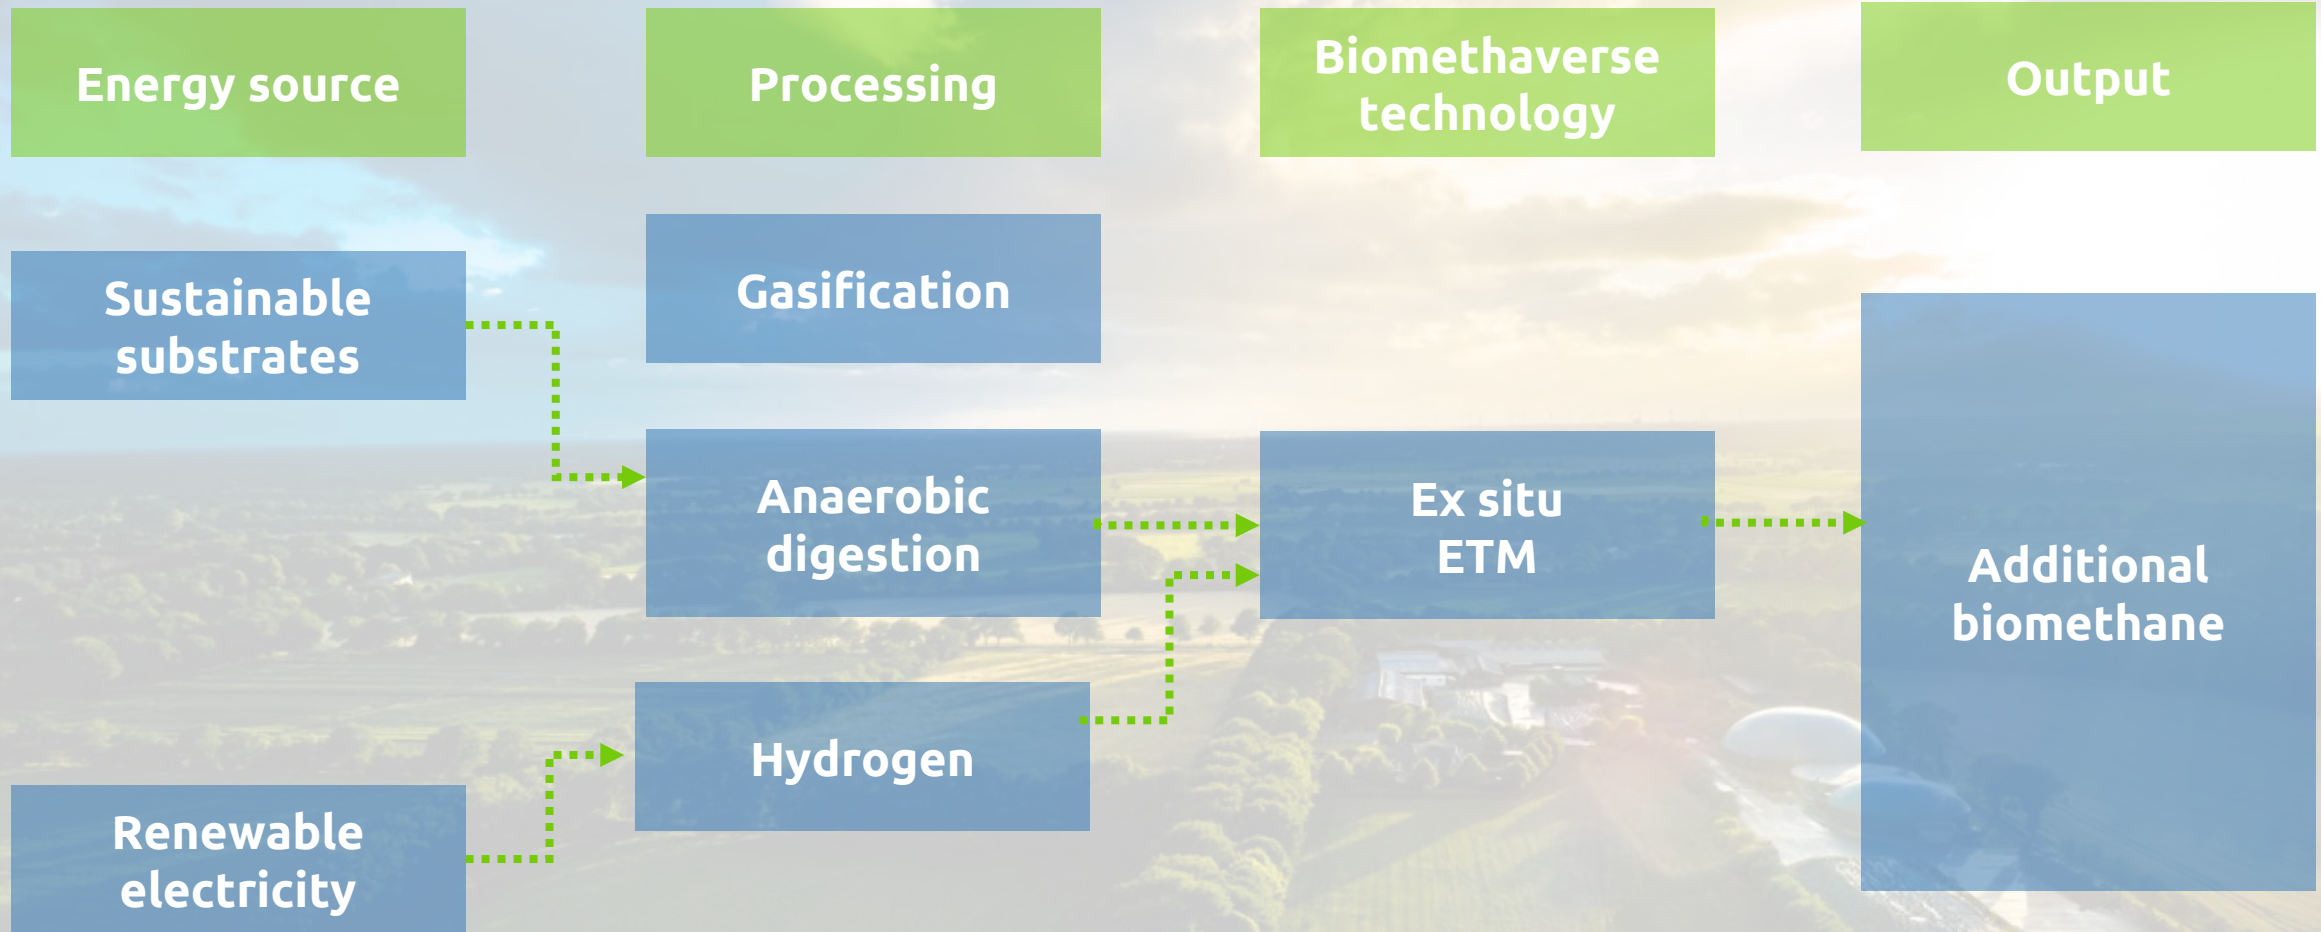 Energy source
Processing
Biomethaverse
technology
Output
Sustainable
substrates
Gasification
Anaerobic
digestion
Ex situ
ETM
Additional
biomethane
Hydrogen
Renewable
electricity